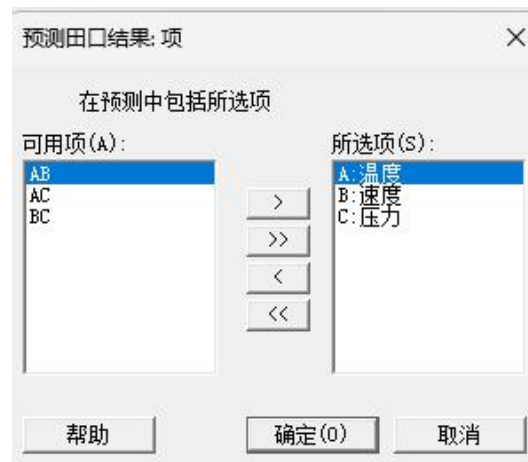 预测田口结果: 项
在预测中包括所选项
可用项(A):
AB
AC
BC
>
>>
<
<<
所选项(S):
A:温度
B:速度
C:压力
帮助
确定(O)
取消